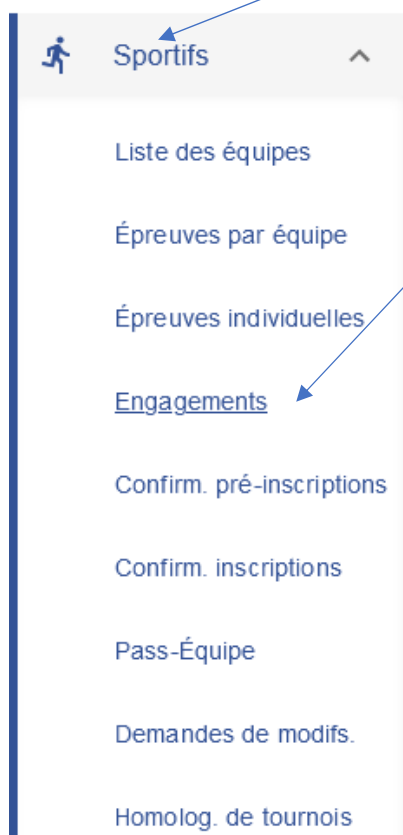 Sportifs
Liste des équipes
Épreuves par équipe
Épreuves individuelles
Engagements
Confirm. pré-inscriptions
Confirm. inscriptions
Pass-Équipe
Demandes de modifs.
Homolog. de tournois